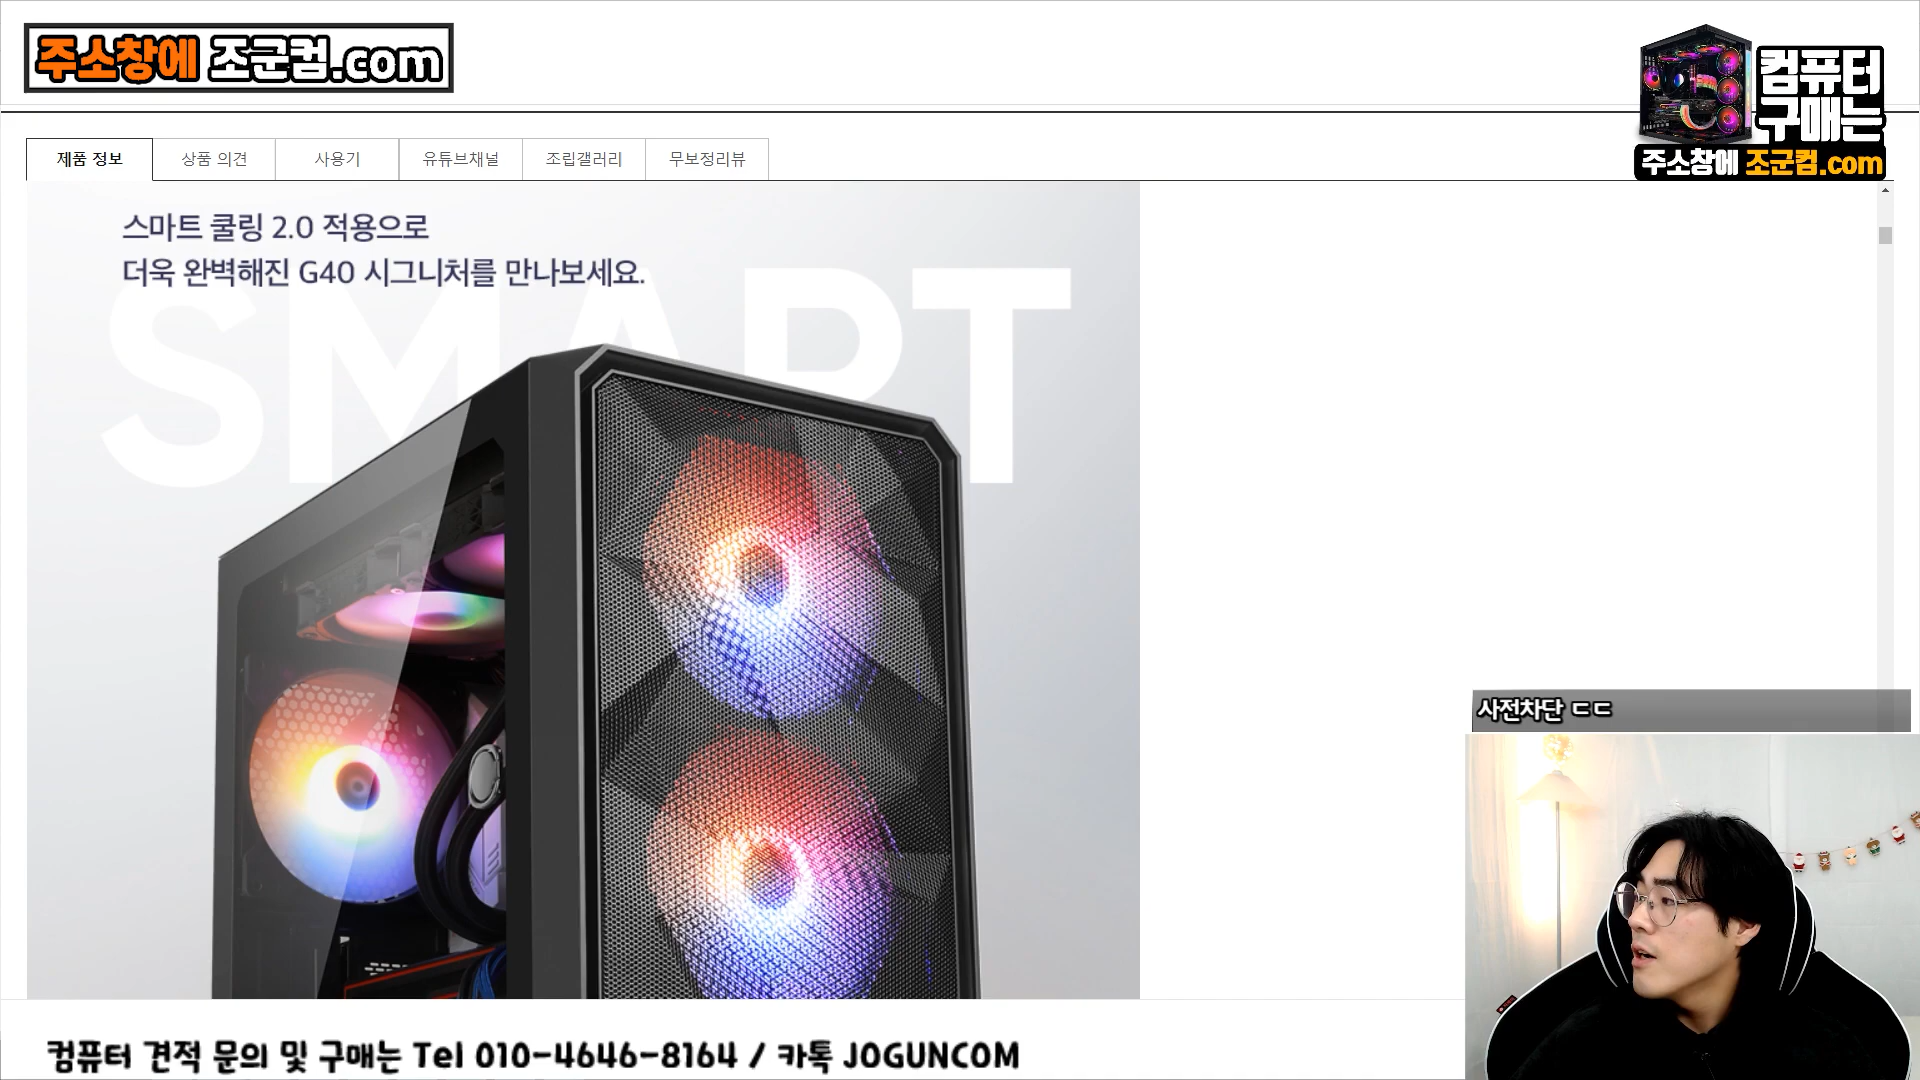 주소창에 조군컴.com
컴퓨터
구매는
주소창에 조군컴.com
제품 정보
상품 의견
사용기
유튜브채널
조립갤러리
무보정리뷰
스마트 쿨링 2.0 적용으로
더욱 완벽해진 G40 시그니처를 만나보세요.
SMART
사전차단 ㄷㄷ
컴퓨터 견적 문의 및 구매는 Tel 010-4646-8164 / 카톡 JOGUNCOM